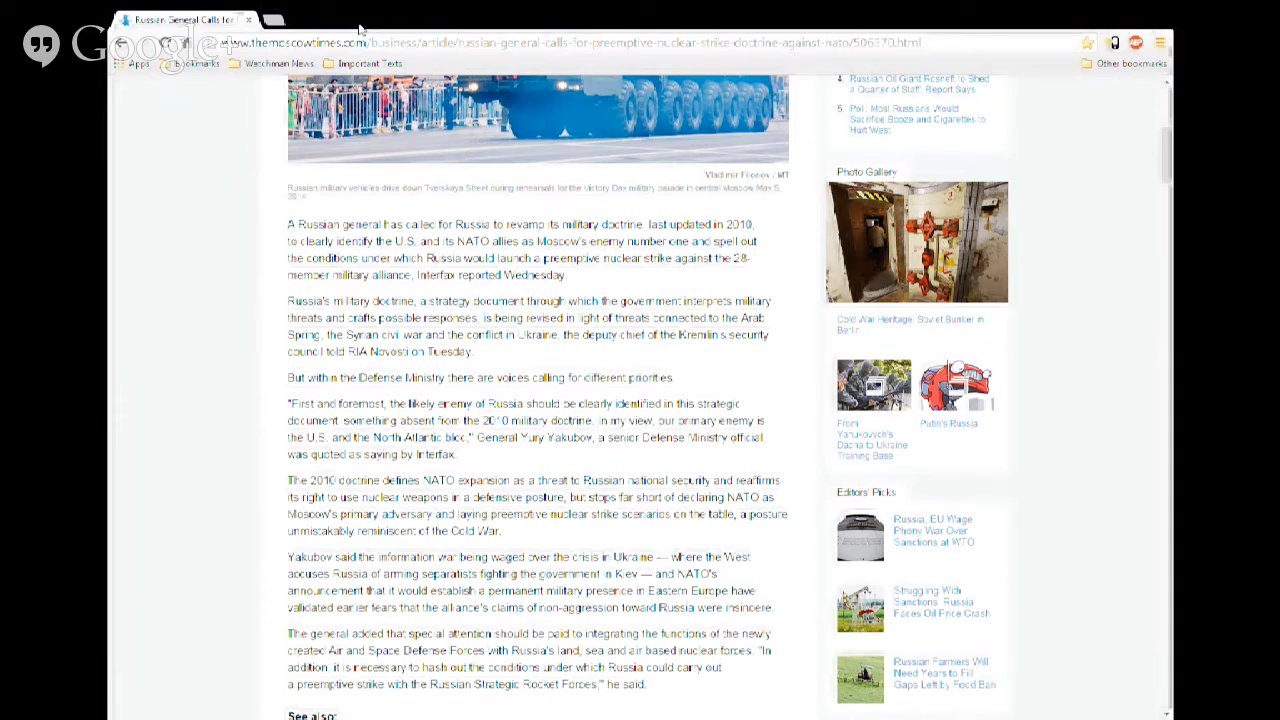 Russian General Calls for
Google+
www.themoscowtimes.com/business/article/russian-general-calls-for-preemptive-nuclear-strike-doctrine-against-nato/506370.html
Apps
Bookmarks
Watchman News
Important Texts
Other bookmarks
Vladimir Filonov / MT
Russian military vehicles drive down Tverskaya Street during rehearsals for the Victory Day military parade in central Moscow May 5,
2014
A Russian general has called for Russia to revamp its military doctrine, last updated in 2010,
to clearly identify the U.S. and its NATO allies as Moscow's enemy number one and spell out
the conditions under which Russia would launch a preemptive nuclear strike against the 28-
member military alliance, Interfax reported Wednesday.
Russia's military doctrine, a strategy document through which the government interprets military
threats and crafts possible responses, is being revised in light of threats connected to the Arab
Spring, the Syrian civil war and the conflict in Ukraine, the deputy chief of the Kremlin's security
council told RIA Novosti on Tuesday.
But within the Defense Ministry there are voices calling for different priorities.
"First and foremost, the likely enemy of Russia should be clearly identified in this strategic
document, something absent from the 2010 military doctrine. In my view, our primary enemy is
the U.S. and the North Atlantic bloc," General Yury Yakubov, a senior Defense Ministry official,
was quoted as saying by Interfax.
The 2010 doctrine defines NATO expansion as a threat to Russian national security and reaffirms
its right to use nuclear weapons in a defensive posture, but stops far short of declaring NATO as
Moscow's primary adversary and laying preemptive nuclear strike scenarios on the table, a posture
unmistakably reminiscent of the Cold War.
Yakubov said the information war being waged over the crisis in Ukraine — where the West
accuses Russia of arming separatists fighting the government in Kiev — and NATO's
announcement that it would establish a permanent military presence in Eastern Europe have
validated earlier fears that the alliance's claims of non-aggression toward Russia were insincere.
The general added that special attention should be paid to integrating the functions of the newly
created Air and Space Defense Forces with Russia's land, sea and air based nuclear forces. "In
addition, it is necessary to hash out the conditions under which Russia could carry out
a preemptive strike with the Russian Strategic Rocket Forces," he said.
See also:
4. Russian Oil Giant Rosneft to Shed
a Quarter of Staff, Report Says
5. Poll: Most Russians Would
Sacrifice Booze and Cigarettes to
Hurt West
Photo Gallery
Cold War Heritage: Soviet Bunker in
Berlin
From
Yanukovych's
Dacha to Ukraine
Training Base
Putin's Russia
Editors' Picks
Russia, EU Wage
Phony War Over
Sanctions at WTO
Struggling With
Sanctions, Russia
Faces Oil Price Crash
Russian Farmers Will
Need Years to Fill
Gaps Left by Food Ban